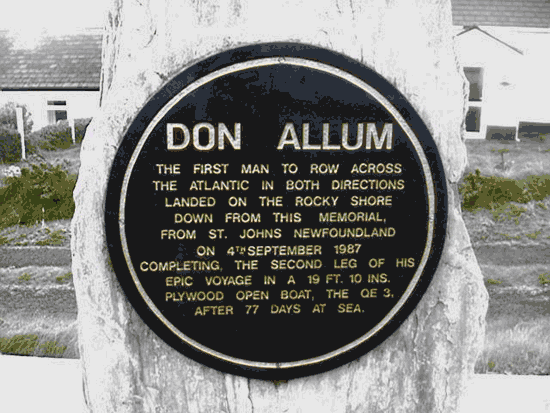 DON ALLUM
THE FIRST MAN TO ROW ACROSS
THE ATLANTIC IN BOTH DIRECTIONS
LANDED ON THE ROCKY SHORE
DOWN FROM THIS MEMORIAL,
FROM ST. JOHNS NEWFOUNDLAND
ON 4TH SEPTEMBER 1987
COMPLETING, THE SECOND LEG OF HIS
EPIC VOYAGE IN A 19 FT. 10 INS.
PLYWOOD OPEN BOAT, THE QE 3,
AFTER 77 DAYS AT SEA.